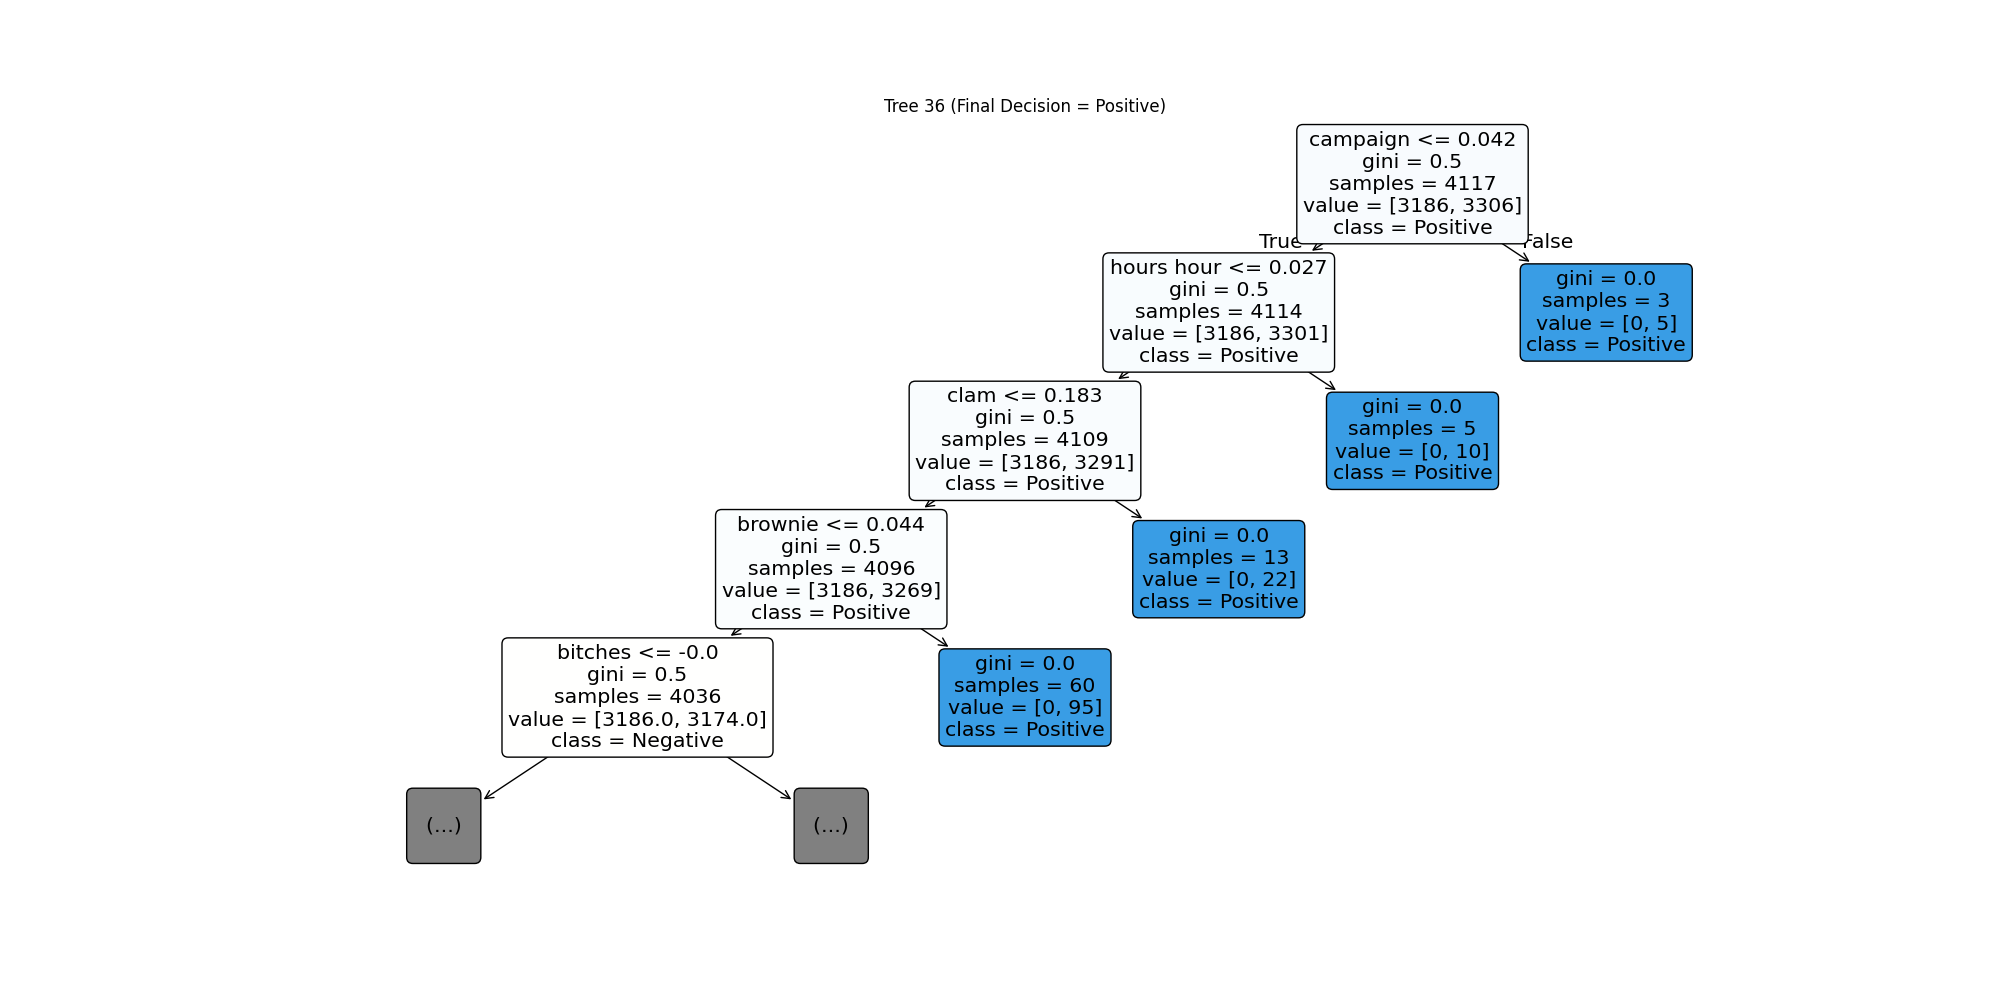 Tree 36 (Final Decision = Positive)
campaign <= 0.042
gini = 0.5
samples = 4117
value = [3186, 3306]
class = Positive
True
False
hours hour <= 0.027
gini = 0.5
samples = 4114
value = [3186, 3301]
class = Positive
gini = 0.0
samples = 3
value = [0, 5]
class = Positive
clam <= 0.183
gini = 0.5
samples = 4109
value = [3186, 3291]
class = Positive
gini = 0.0
samples = 5
value = [0, 10]
class = Positive
brownie <= 0.044
gini = 0.5
samples = 4096
value = [3186, 3269]
class = Positive
gini = 0.0
samples = 13
value = [0, 22]
class = Positive
bitches <= -0.0
gini = 0.5
samples = 4036
value = [3186.0, 3174.0]
class = Negative
gini = 0.0
samples = 60
value = [0, 95]
class = Positive
(...)
(...)